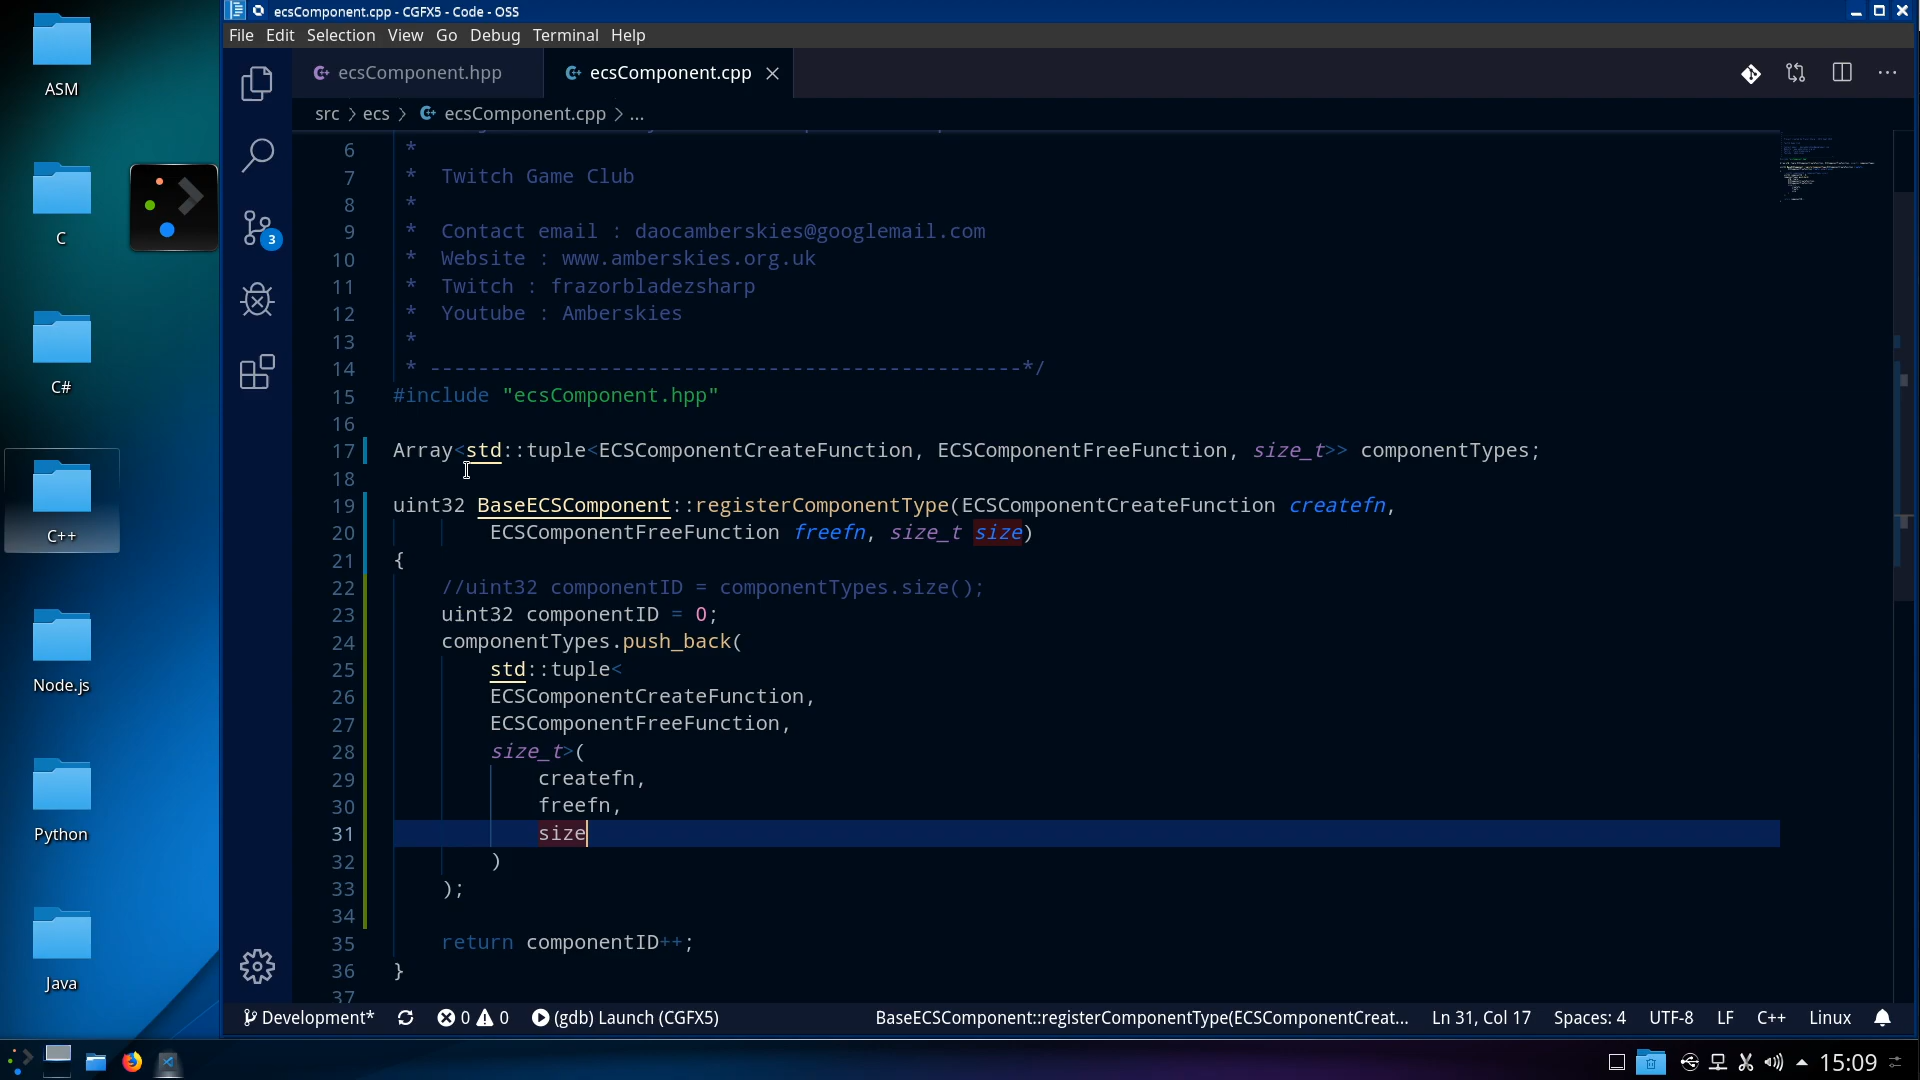 ecsComponent.cpp - CGFX5 - Code - OSS
File Edit Selection View Go Debug Terminal Help
ecsComponent.hpp
ecsComponent.cpp
src > ecs > ecsComponent.cpp > ...
6 *
7 * Twitch Game Club
8 *
9 * Contact email : daocamberskies@googlemail.com
10 * Website : www.amberskies.org.uk
11 * Twitch : frazorbladezsharp
12 * Youtube : Amberskies
13 *
14 * -------------------------------------------------*/
15 #include "ecsComponent.hpp"
16
17 Array<std::tuple<ECSComponentCreateFunction, ECSComponentFreeFunction, size_t>> componentTypes;
18
19 uint32 BaseECSComponent::registerComponentType(ECSComponentCreateFunction createfn,
20 ECSComponentFreeFunction freefn, size_t size)
21 {
22 //uint32 componentID = componentTypes.size();
23 uint32 componentID = 0;
24 componentTypes.push_back(
25 std::tuple<
26 ECSComponentCreateFunction,
27 ECSComponentFreeFunction,
28 size_t>(
29 createfn,
30 freefn,
31 size
32 )
33 );
34
35 return componentID++;
36 }
37
3
Development* 0 0 (gdb) Launch (CGFX5) BaseECSComponent::registerComponentType(ECSComponentCreat... Ln 31, Col 17 Spaces: 4 UTF-8 LF C++ Linux
ASM
C
C#
C++
Node.js
Python
Java
15:09